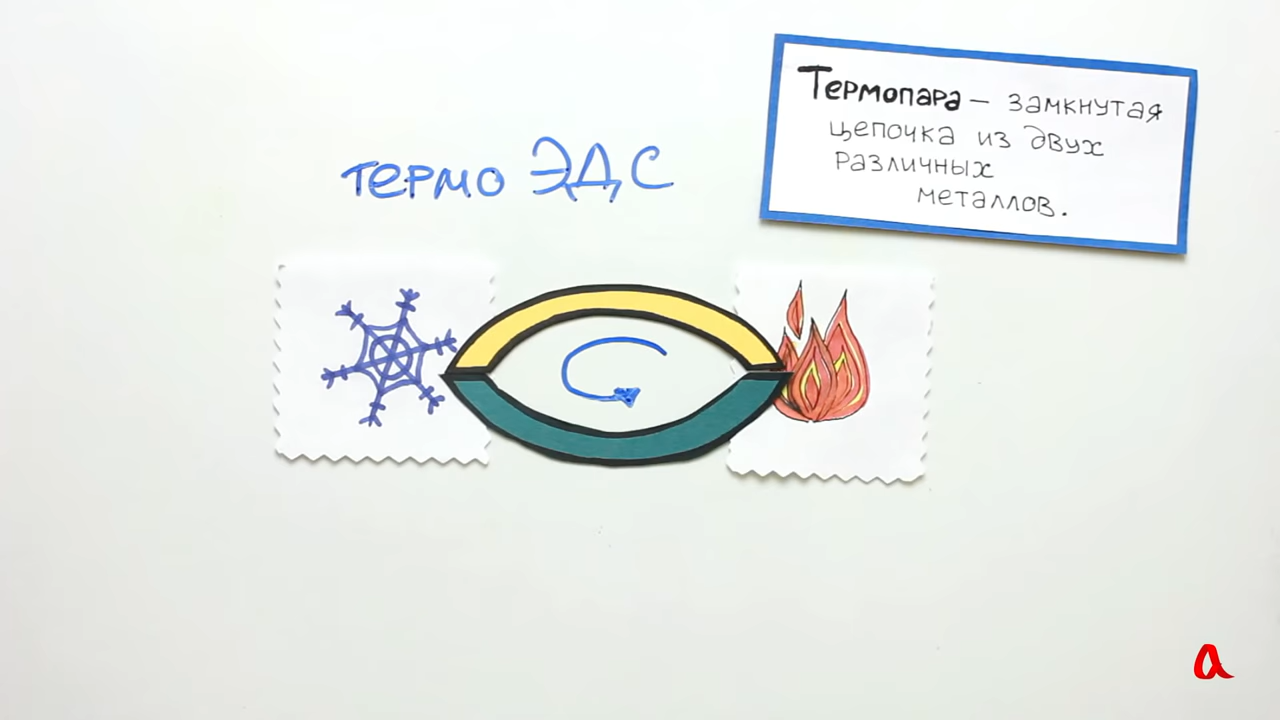 термо ЭДС
Термопара – замкнутая
цепочка из двух
различных
металлов.
а